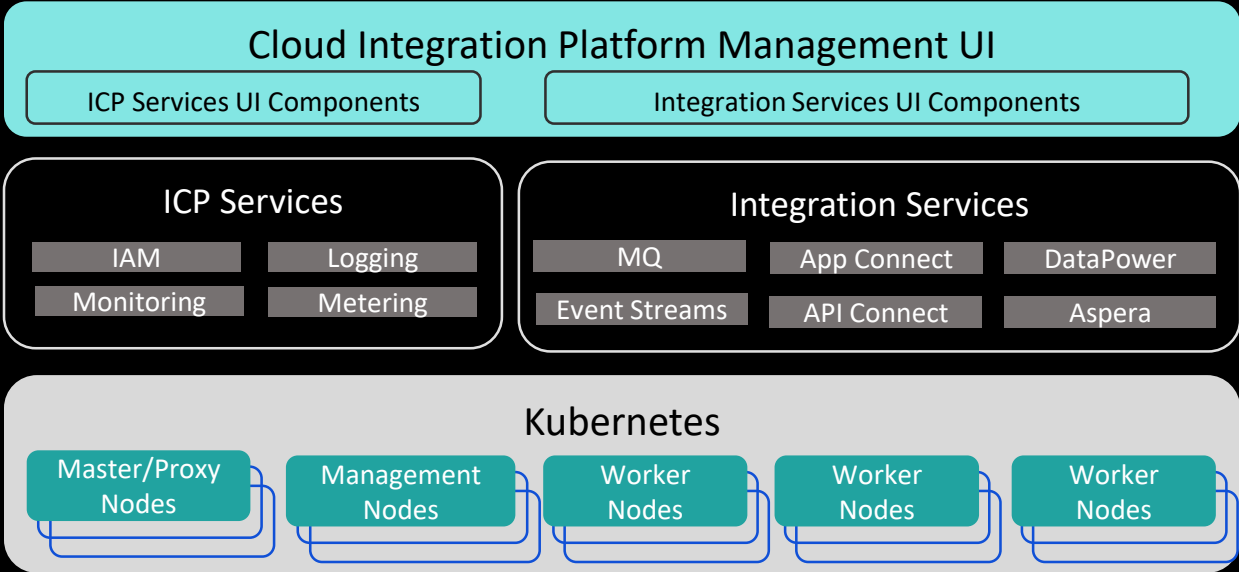 Cloud Integration Platform Management UI
ICP Services UI Components
Integration Services UI Components
ICP Services
IAM
Logging
Monitoring
Metering
Integration Services
MQ
App Connect
DataPower
Event Streams
API Connect
Aspera
Kubernetes
Master/Proxy
Nodes
Management
Nodes
Worker
Nodes
Worker
Nodes
Worker
Nodes